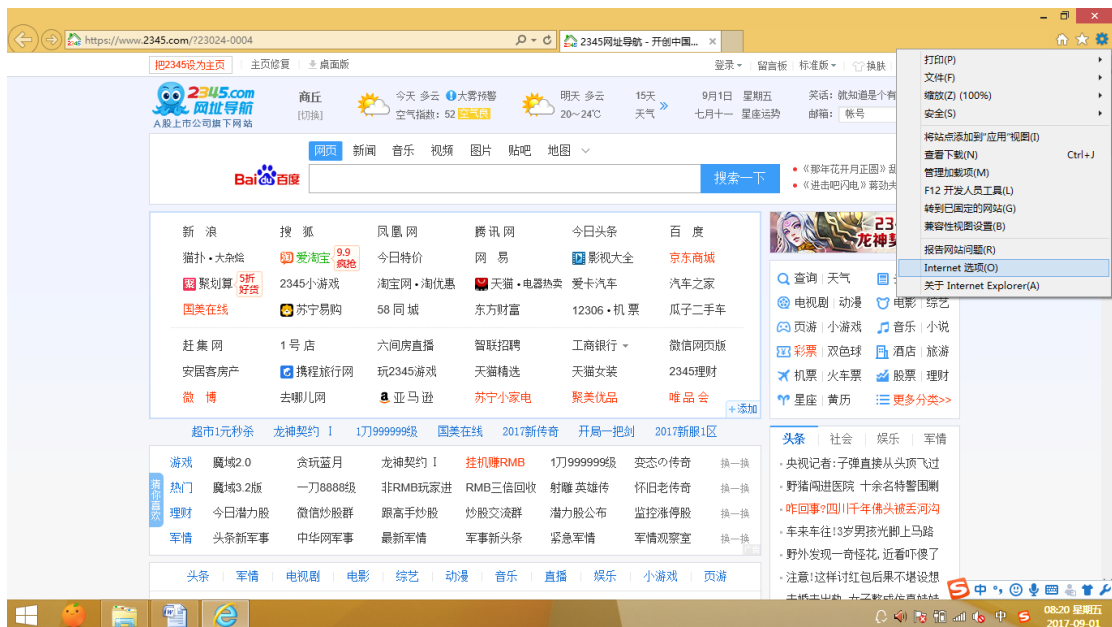 https://www.2345.com/?23024-0004
2345网址导航 - 开创中国...
把2345设为主页 主页修复 桌面版 登录 留言板 标准版 换肤
2345.com
网址导航
A股上市公司旗下网站
商丘
[切换]
今天 多云 大雾预警
空气指数: 52 空气良
明天 多云
20~24℃
15天
天气
9月1日 星期五
七月十一 星座运势
笑话: 就知道是个有
邮箱: 帐号
网页 新闻 音乐 视频 图片 贴吧 地图
Bai百度
搜索一下
《那年花开月正圆》
《进击吧闪电》蒋劲夫
打印(P)
文件(F)
缩放(Z) (100%)
安全(S)
将站点添加到“应用”视图(I)
查看下载(N) Ctrl+J
管理加载项(M)
F12 开发人员工具(L)
转到已固定的网站(G)
兼容性视图设置(B)
报告网站问题(R)
Internet 选项(O)
关于 Internet Explorer(A)
新 浪 搜 狐 凤凰网 腾讯网 今日头条 百 度
猫扑•大杂烩 爱淘宝 9.9疯抢 今日特价 网 易 影视大全 京东商城
聚划算 5折好货 2345小游戏 淘宝网•淘优惠 天猫•电器热卖 爱卡汽车 汽车之家
国美在线 苏宁易购 58同城 东方财富 12306•机票 瓜子二手车
赶集网 1号店 六间房直播 智联招聘 工商银行 微信网页版
安居客房产 携程旅行网 玩2345游戏 天猫精选 天猫女装 2345理财
微 博 去哪儿网 亚马逊 苏宁小家电 聚美优品 唯品会
+添加
超市1元秒杀 龙神契约 I 1刀999999级 国美在线 2017新传奇 开局一把剑 2017新服1区
猜你喜欢
游戏 魔域2.0 贪玩蓝月 龙神契约 I 挂机赚RMB 1刀999999级 变态の传奇 换一换
热门 魔域3.2版 一刀8888级 非RMB玩家进 RMB三倍回收 射雕英雄传 怀旧老传奇 换一换
理财 今日潜力股 微信炒股群 跟高手炒股 炒股交流群 潜力股公布 监控涨停股 换一换
军情 头条新军事 中华网军事 最新军情 军事新头条 紧急军情 军情观察室 换一换
头条 军情 电视剧 电影 综艺 动漫 音乐 直播 娱乐 小游戏 页游
23
龙神契
查询 天气
电视剧 动漫 电影 综艺
页游 小游戏 音乐 小说
彩票 双色球 酒店 旅游
机票 火车票 股票 理财
星座 黄历 更多分类>>
头条 社会 娱乐 军情
央视记者:子弹直接从头顶飞过
野猪闯进医院 十余名特警围剿
咋回事?四川千年佛头被丢河沟
车来车往!3岁男孩光脚上马路
野外发现一奇怪花, 近看吓傻了
注意!这样讨红包后果不堪设想
中
中
08:20 星期五
2017-09-01